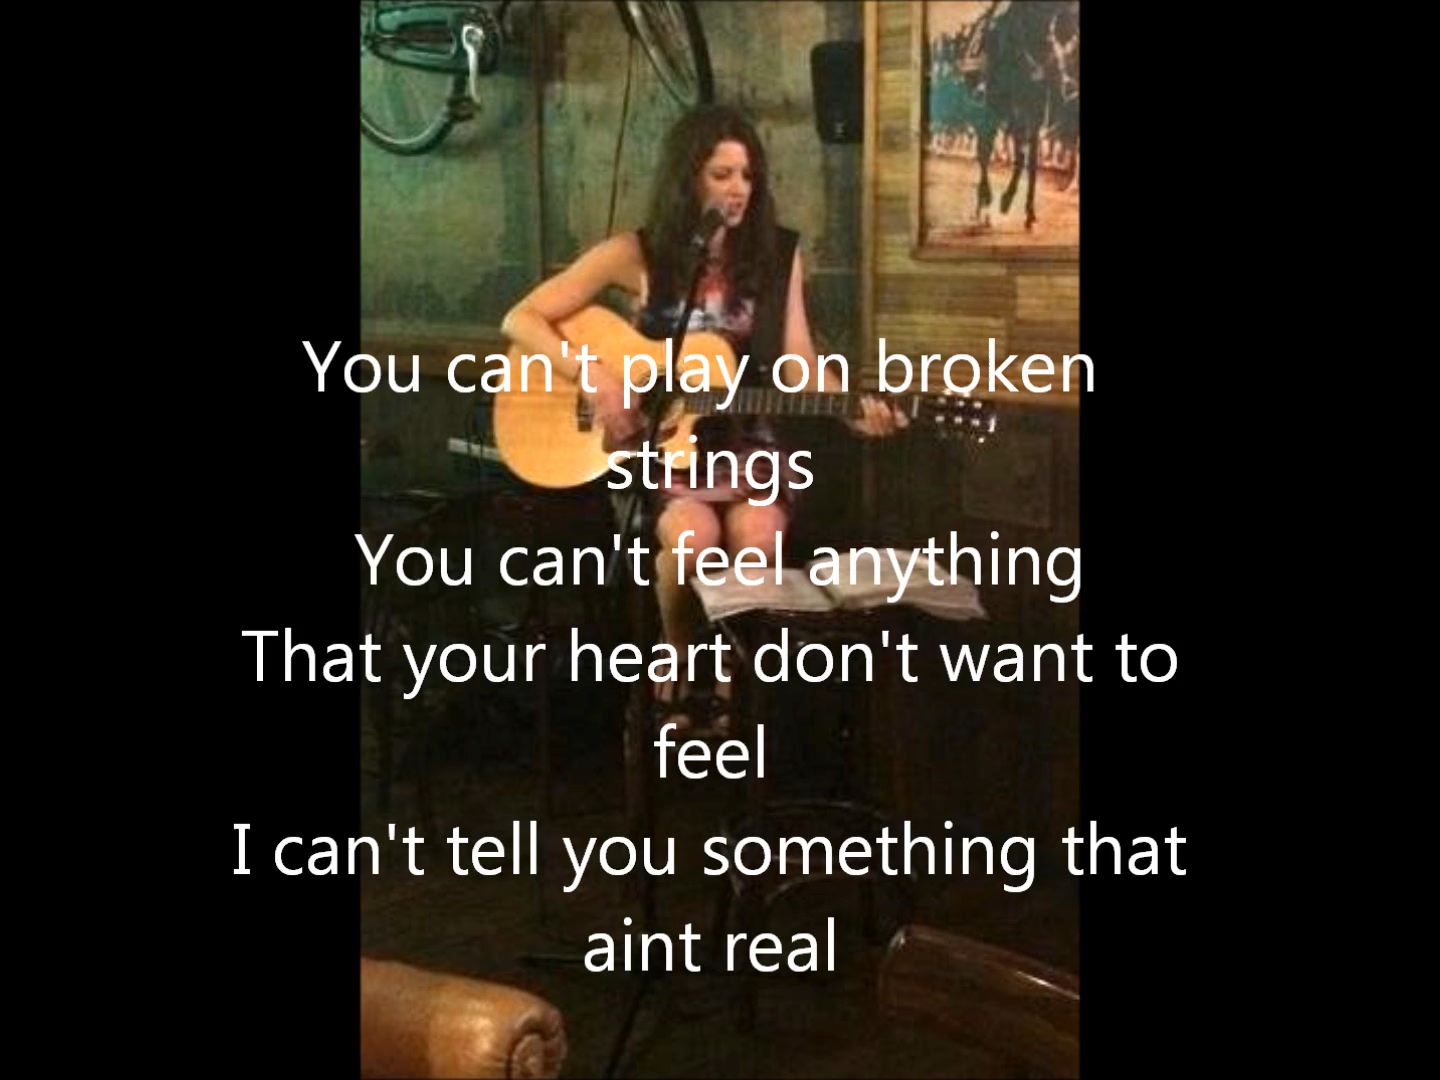 You can't play on broken
strings
You can't feel anything
That your heart don't want to
feel
I can't tell you something that
aint real